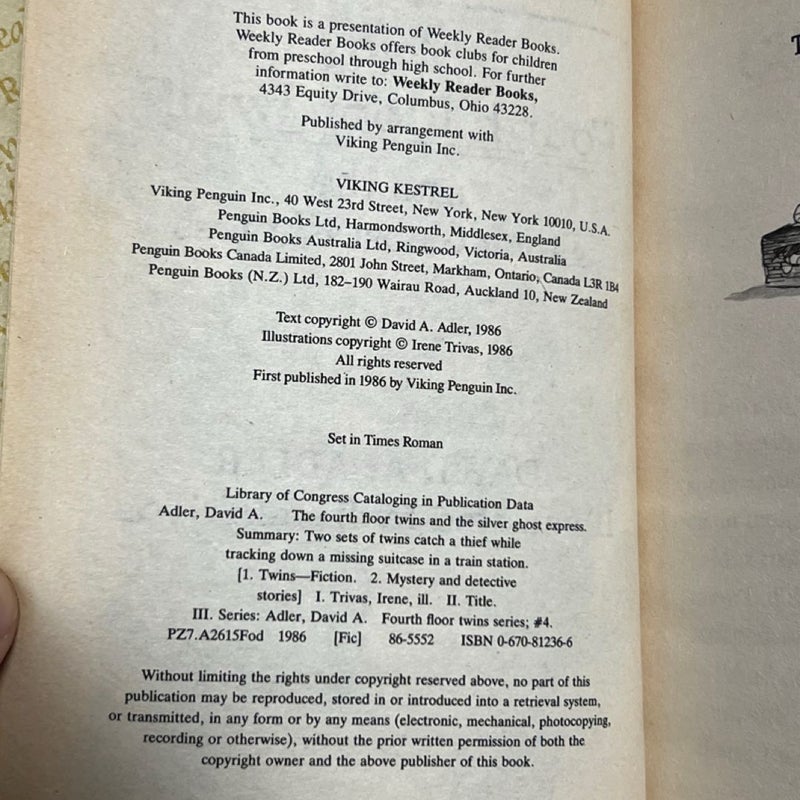 This book is a presentation of Weekly Reader Books.
Weekly Reader Books offers book clubs for children
from preschool through high school. For further
information write to: Weekly Reader Books,
4343 Equity Drive, Columbus, Ohio 43228.
Published by arrangement with
Viking Penguin Inc.
VIKING KESTREL
Viking Penguin Inc., 40 West 23rd Street, New York, New York 10010, U.S.A.
Penguin Books Ltd, Harmondsworth, Middlesex, England
Penguin Books Australia Ltd, Ringwood, Victoria, Australia
Penguin Books Canada Limited, 2801 John Street, Markham, Ontario, Canada L3R 1B4
Penguin Books (N.Z.) Ltd, 182–190 Wairau Road, Auckland 10, New Zealand
Text copyright © David A. Adler, 1986
Illustrations copyright © Irene Trivas, 1986
All rights reserved
First published in 1986 by Viking Penguin Inc.
Set in Times Roman
Library of Congress Cataloging in Publication Data
Adler, David A. The fourth floor twins and the silver ghost express.
Summary: Two sets of twins catch a thief while
tracking down a missing suitcase in a train station.
[1. Twins—Fiction. 2. Mystery and detective
stories] I. Trivas, Irene, ill. II. Title.
III. Series: Adler, David A. Fourth floor twins series; #4.
PZ7.A2615Fod 1986 [Fic] 86-5552 ISBN 0-670-81236-6
Without limiting the rights under copyright reserved above, no part of this
publication may be reproduced, stored in or introduced into a retrieval system,
or transmitted, in any form or by any means (electronic, mechanical, photocopying,
recording or otherwise), without the prior written permission of both the
copyright owner and the above publisher of this book.